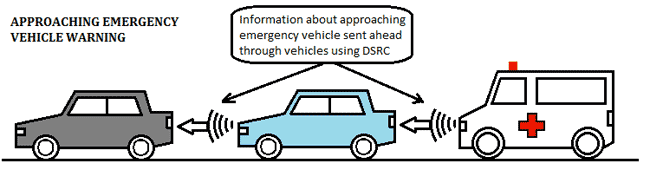 APPROACHING EMERGENCY
VEHICLE WARNING
Information about approaching
emergency vehicle sent ahead
through vehicles using DSRC